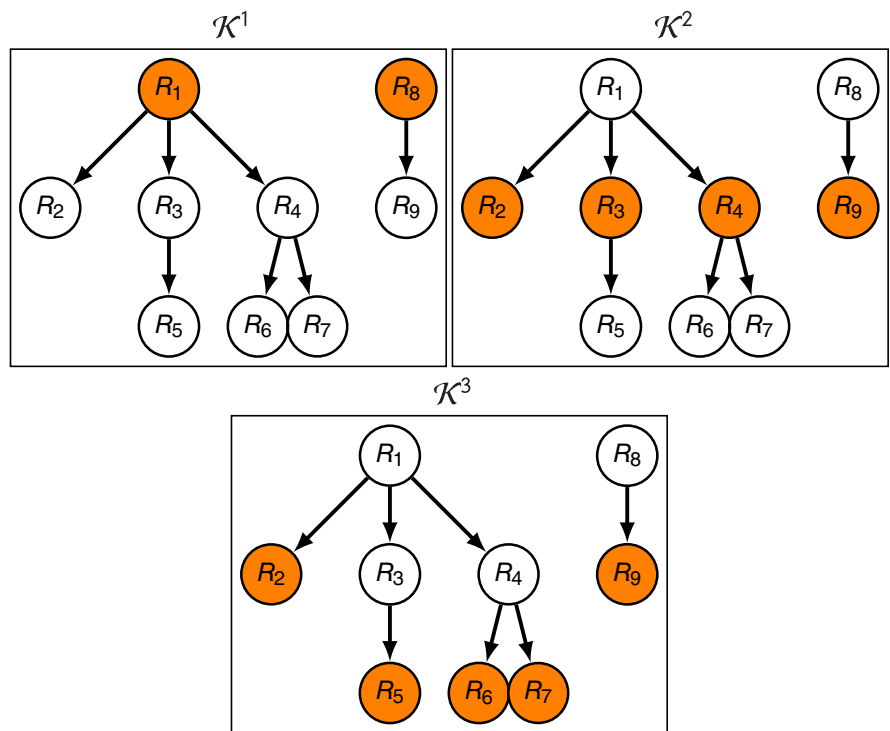 𝒦¹ 𝒦²
R₁ R₈ R₁ R₈
R₂ R₃ R₄ R₉ R₂ R₃ R₄ R₉
R₅ R₆ R₇ R₅ R₆ R₇
𝒦³
R₁ R₈
R₂ R₃ R₄ R₉
R₅ R₆ R₇